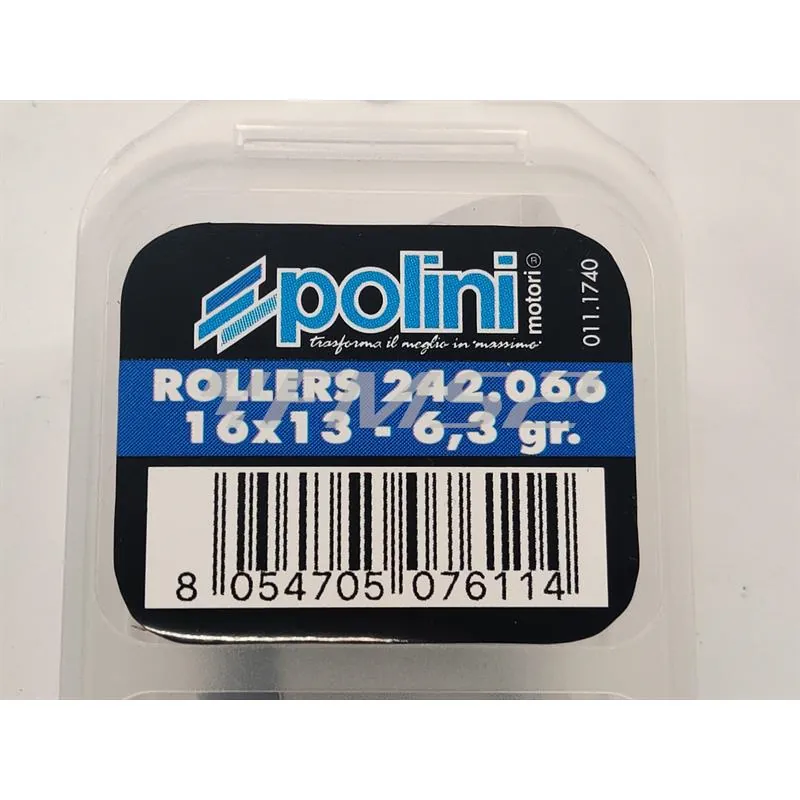 polini
motori®
trasforma il meglio in "massimo"
011.1740
ROLLERS 242.066
16x13 - 6,3 gr.
8 054705 076114